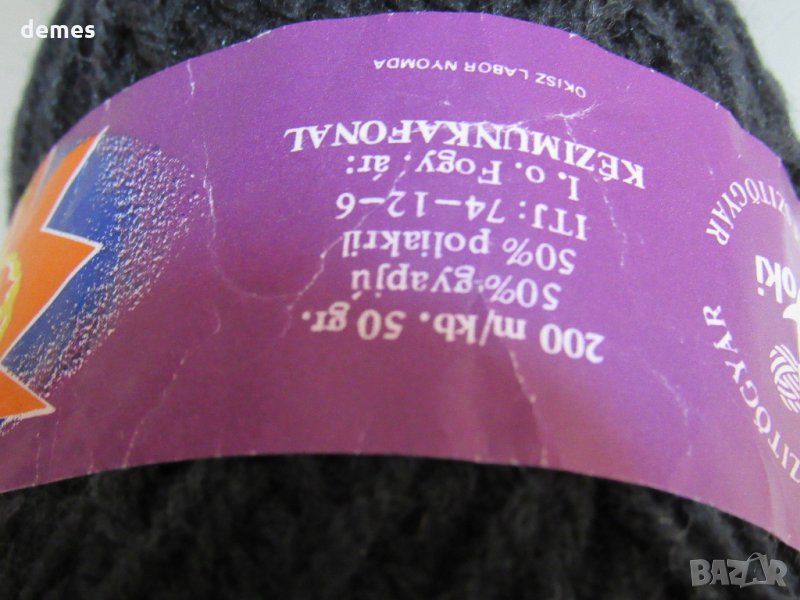 demes
KÉZIMUNKAFONAL
I. o. Fogy. ár:
ITJ: 74-12-6
50% poliakril
50% gyapjú
200 m/kb. 50 gr.
OKISZ LABOR NYOMDA
BAZAR